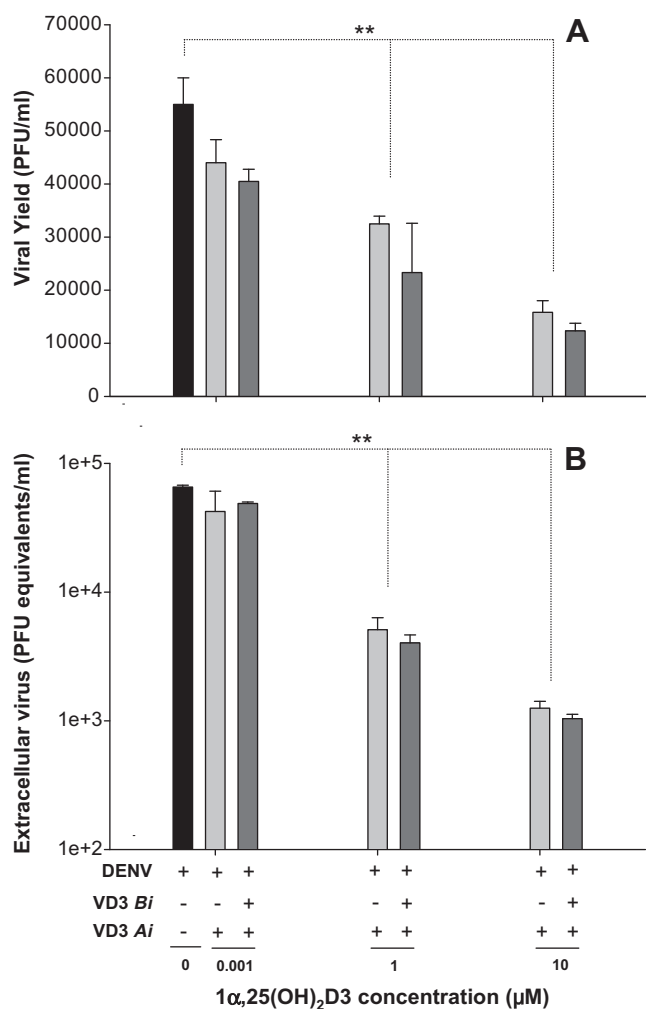 70000
60000
50000
40000
30000
20000
10000
0
Viral Yield (PFU/ml)
**
A
1e+5
1e+4
1e+3
1e+2
Extracellular virus (PFU equivalents/ml)
**
B
DENV + + + + + + +
VD3 Bi - - + - + - +
VD3 Ai - + + + + + +
0 0.001 1 10
1α,25(OH)₂D3 concentration (μM)